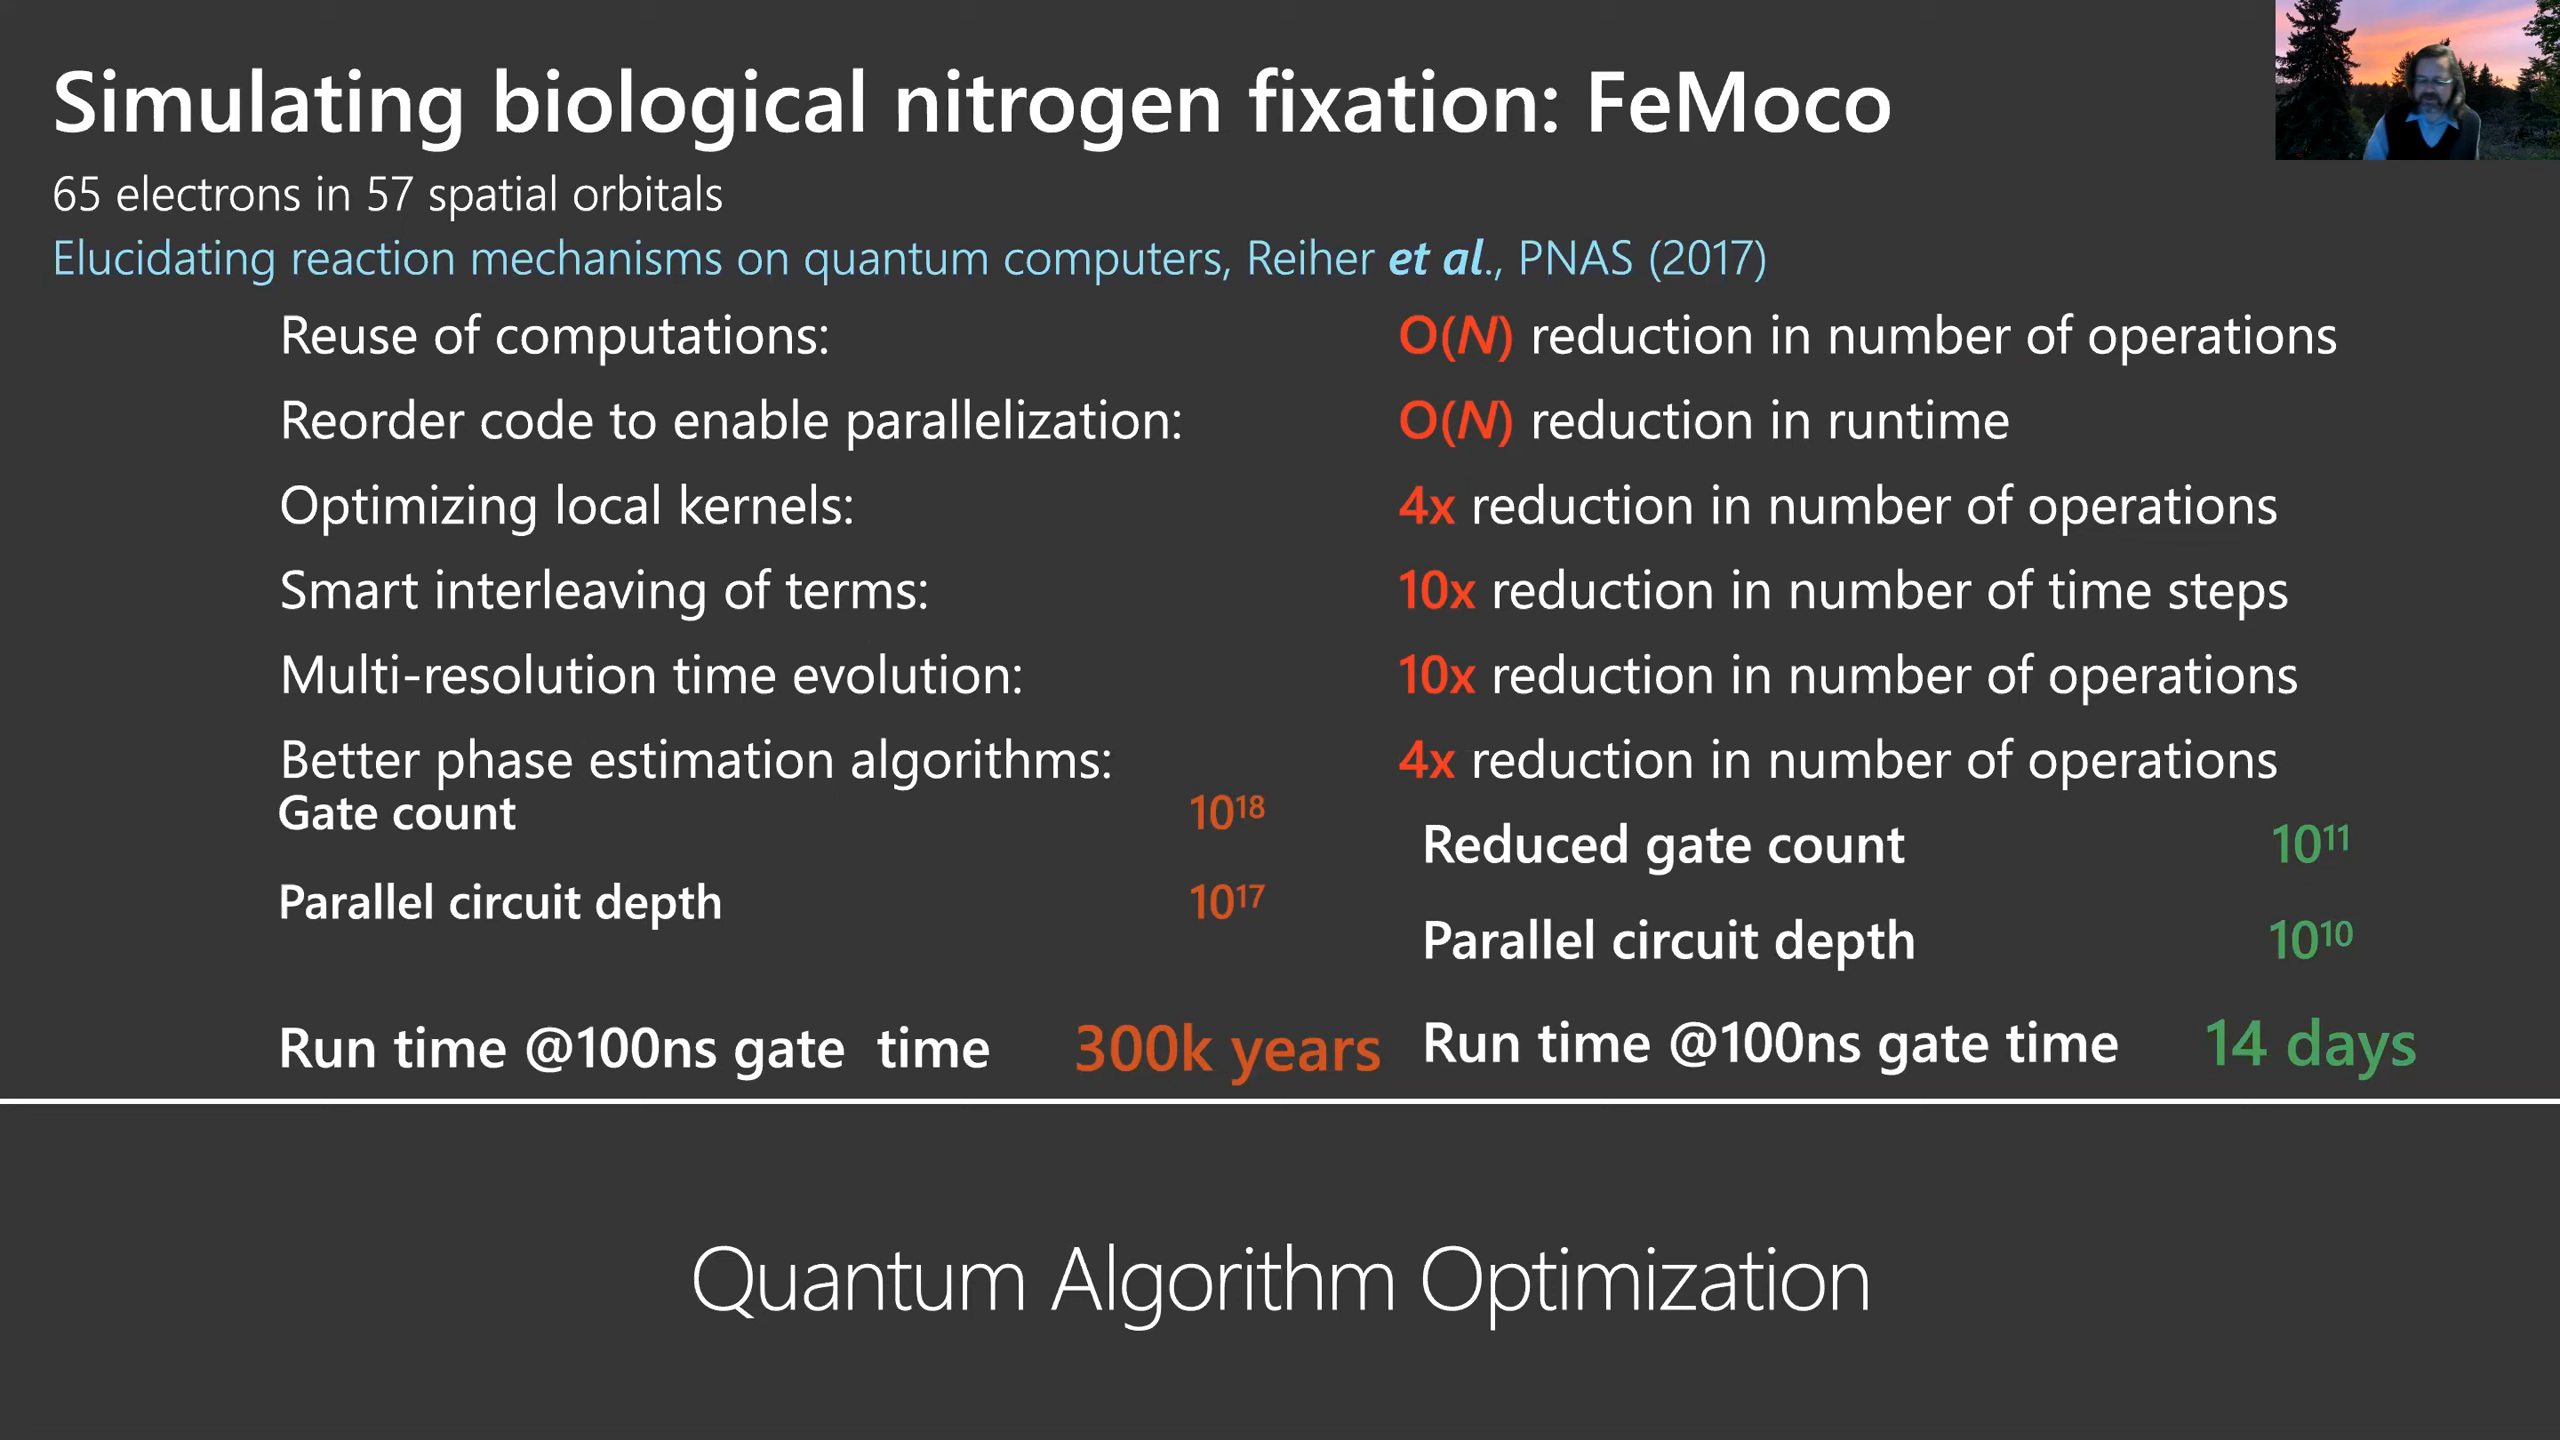 Simulating biological nitrogen fixation: FeMoco
65 electrons in 57 spatial orbitals
Elucidating reaction mechanisms on quantum computers, Reiher et al., PNAS (2017)
Reuse of computations: O(N) reduction in number of operations
Reorder code to enable parallelization: O(N) reduction in runtime
Optimizing local kernels: 4x reduction in number of operations
Smart interleaving of terms: 10x reduction in number of time steps
Multi-resolution time evolution: 10x reduction in number of operations
Better phase estimation algorithms: 4x reduction in number of operations
Gate count 10¹⁸
Reduced gate count 10¹¹
Parallel circuit depth 10¹⁷
Parallel circuit depth 10¹⁰
Run time @100ns gate time 300k years
Run time @100ns gate time 14 days
Quantum Algorithm Optimization